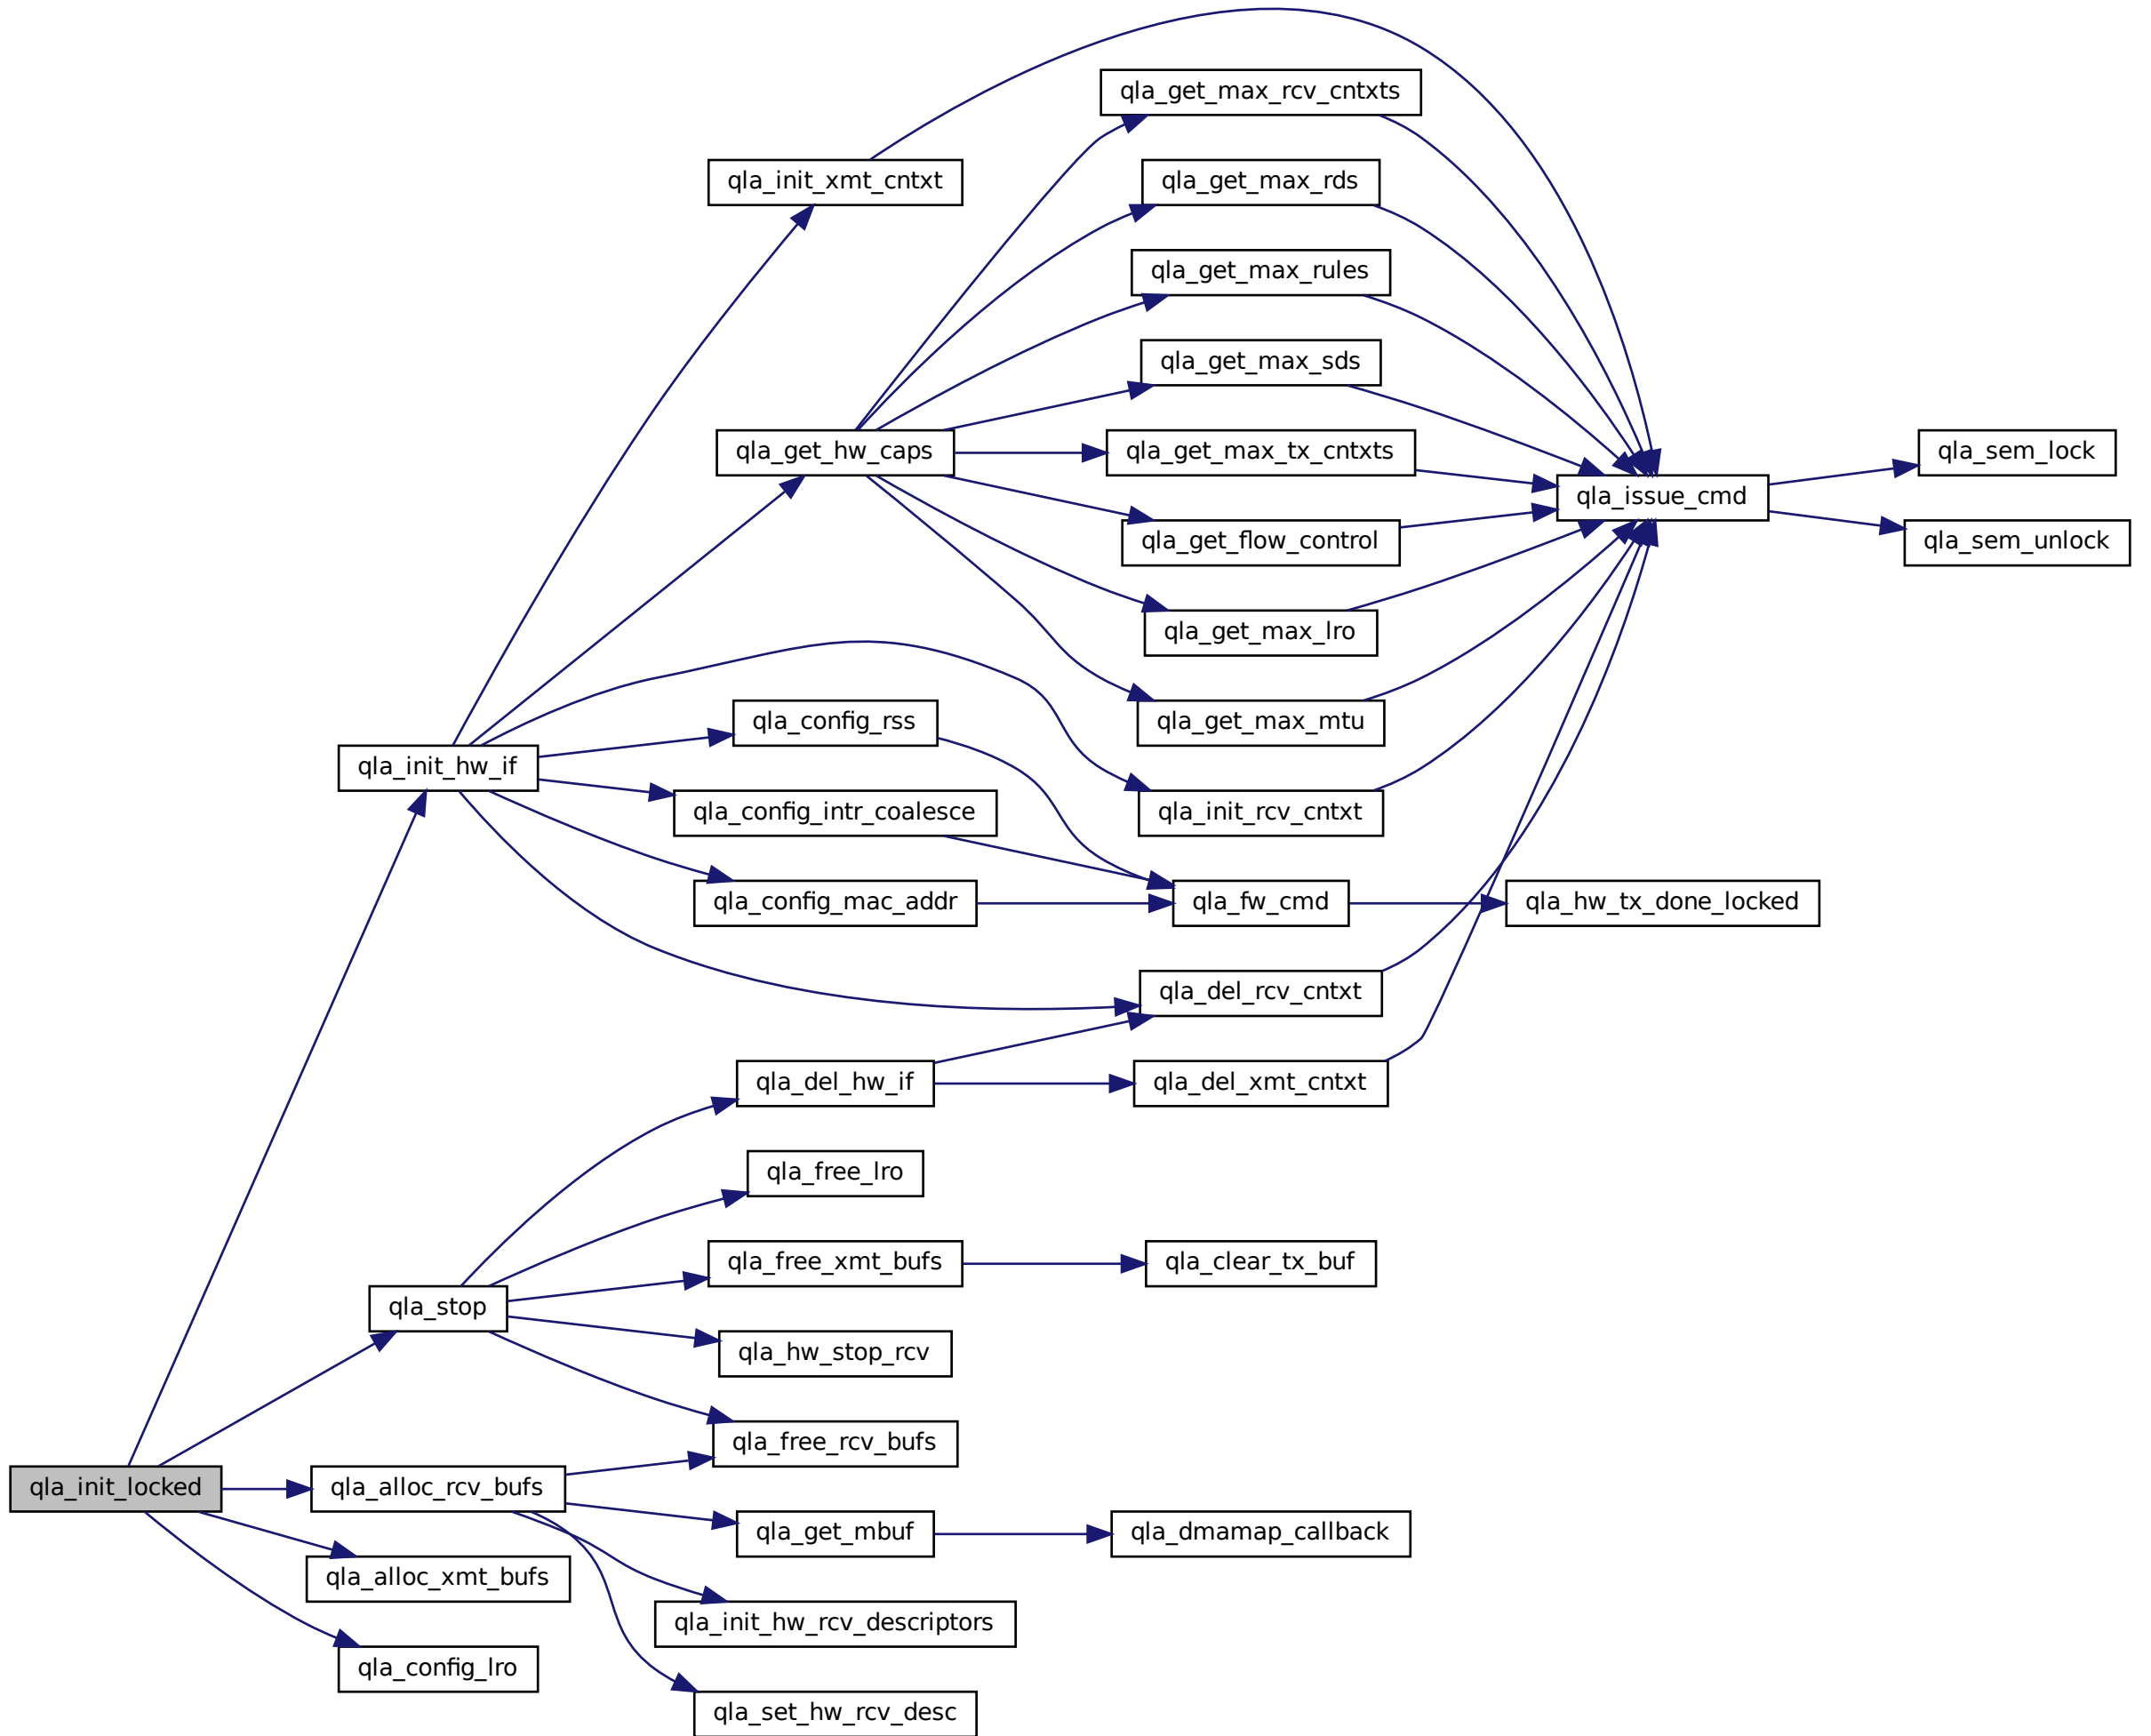 qla_get_max_rcv_cntxts
qla_init_xmt_cntxt
qla_get_max_rds
qla_get_max_rules
qla_get_max_sds
qla_get_hw_caps
qla_get_max_tx_cntxts
qla_sem_lock
qla_issue_cmd
qla_get_flow_control
qla_sem_unlock
qla_get_max_lro
qla_config_rss
qla_get_max_mtu
qla_init_hw_if
qla_config_intr_coalesce
qla_init_rcv_cntxt
qla_config_mac_addr
qla_fw_cmd
qla_hw_tx_done_locked
qla_del_rcv_cntxt
qla_del_hw_if
qla_del_xmt_cntxt
qla_free_lro
qla_free_xmt_bufs
qla_clear_tx_buf
qla_stop
qla_hw_stop_rcv
qla_free_rcv_bufs
qla_init_locked
qla_alloc_rcv_bufs
qla_get_mbuf
qla_dmamap_callback
qla_alloc_xmt_bufs
qla_init_hw_rcv_descriptors
qla_config_lro
qla_set_hw_rcv_desc